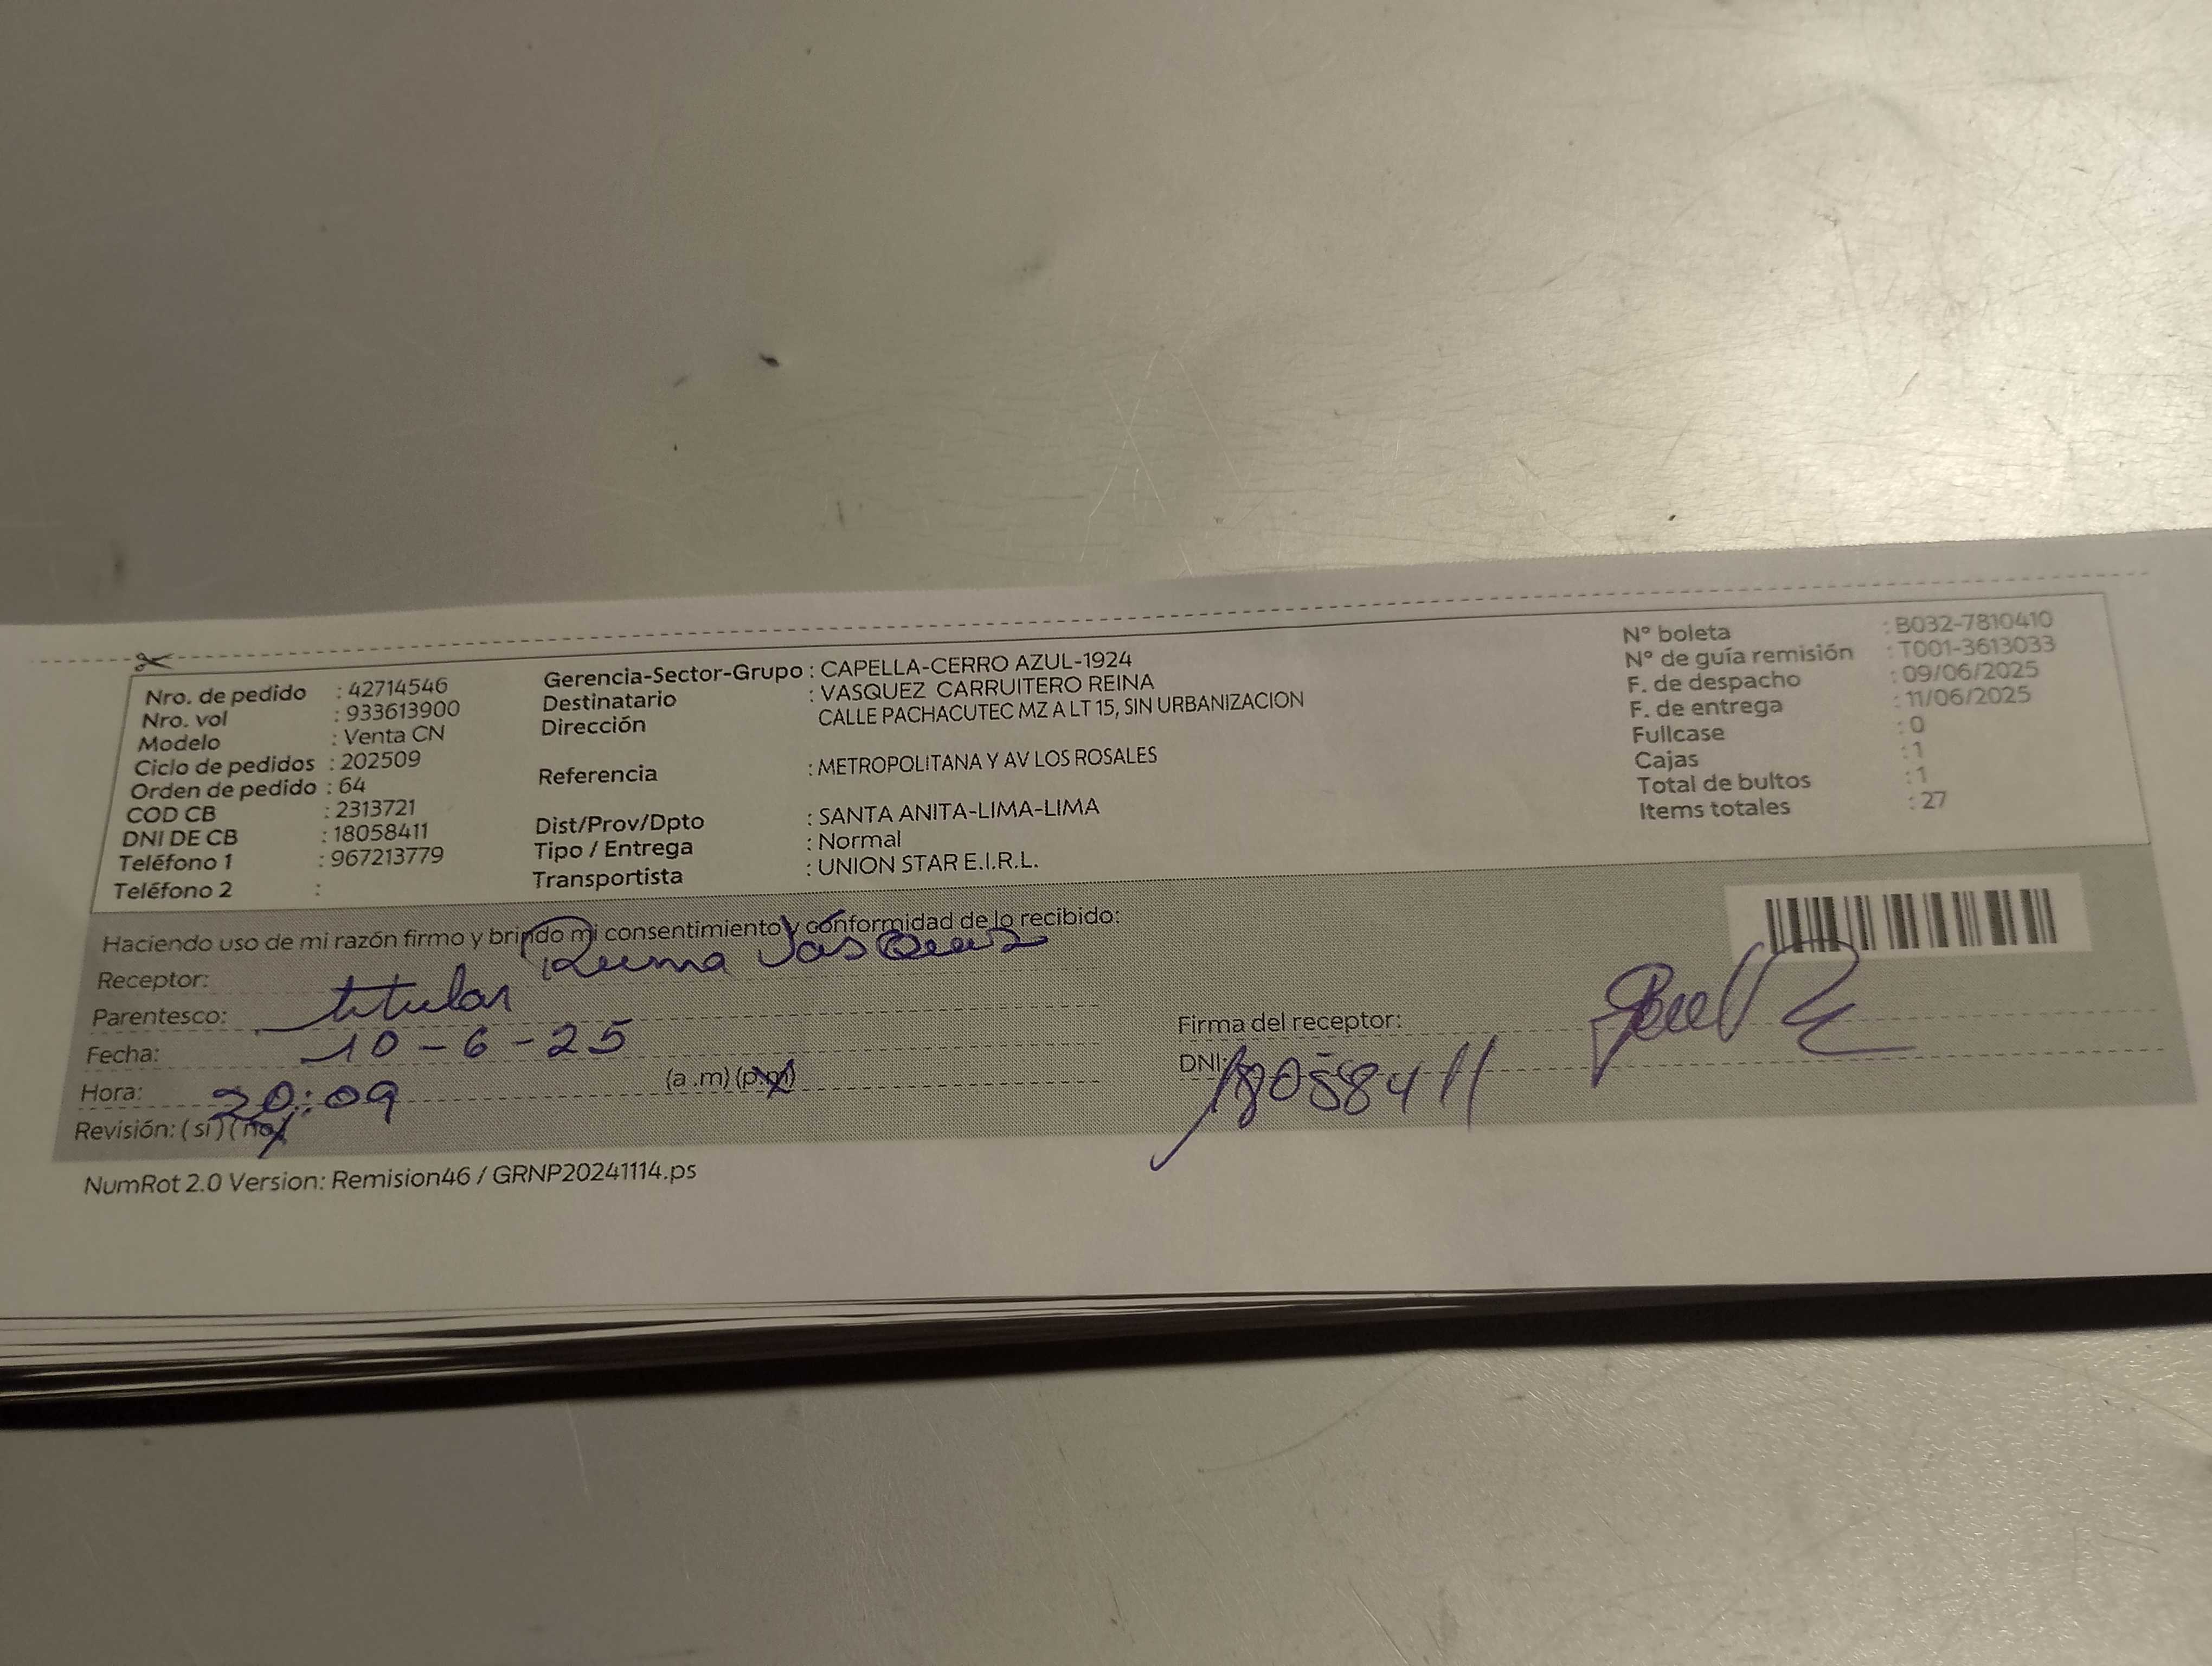 Nro. de pedido : 42714546
Nro. vol : 933613900
Modelo : Venta CN
Ciclo de pedidos : 202509
Orden de pedido : 64
COD CB : 2313721
DNI DE CB : 18058411
Teléfono 1 : 967213779
Teléfono 2 :
Gerencia-Sector-Grupo : CAPELLA-CERRO AZUL-1924
Destinatario : VASQUEZ CARRUITERO REINA
Dirección CALLE PACHACUTEC MZ A LT 15, SIN URBANIZACION
Referencia : METROPOLITANA Y AV LOS ROSALES
Dist/Prov/Dpto : SANTA ANITA-LIMA-LIMA
Tipo / Entrega : Normal
Transportista : UNION STAR E.I.R.L.
N° boleta : B032-7810410
N° de guía remisión : T001-3613033
F. de despacho : 09/06/2025
F. de entrega : 11/06/2025
Fullcase : 0
Cajas : 1
Total de bultos : 1
Items totales : 27
Haciendo uso de mi razón firmo y brindo mi consentimiento y conformidad de lo recibido:
Receptor: Vasquez
Parentesco: titular
Fecha: 10-6-25
Hora: 20:09 (a .m) (p.m)
Revisión: ( si ) ( no )
Firma del receptor:
DNI: 18058411
NumRot 2.0 Version: Remision46 / GRNP20241114.ps